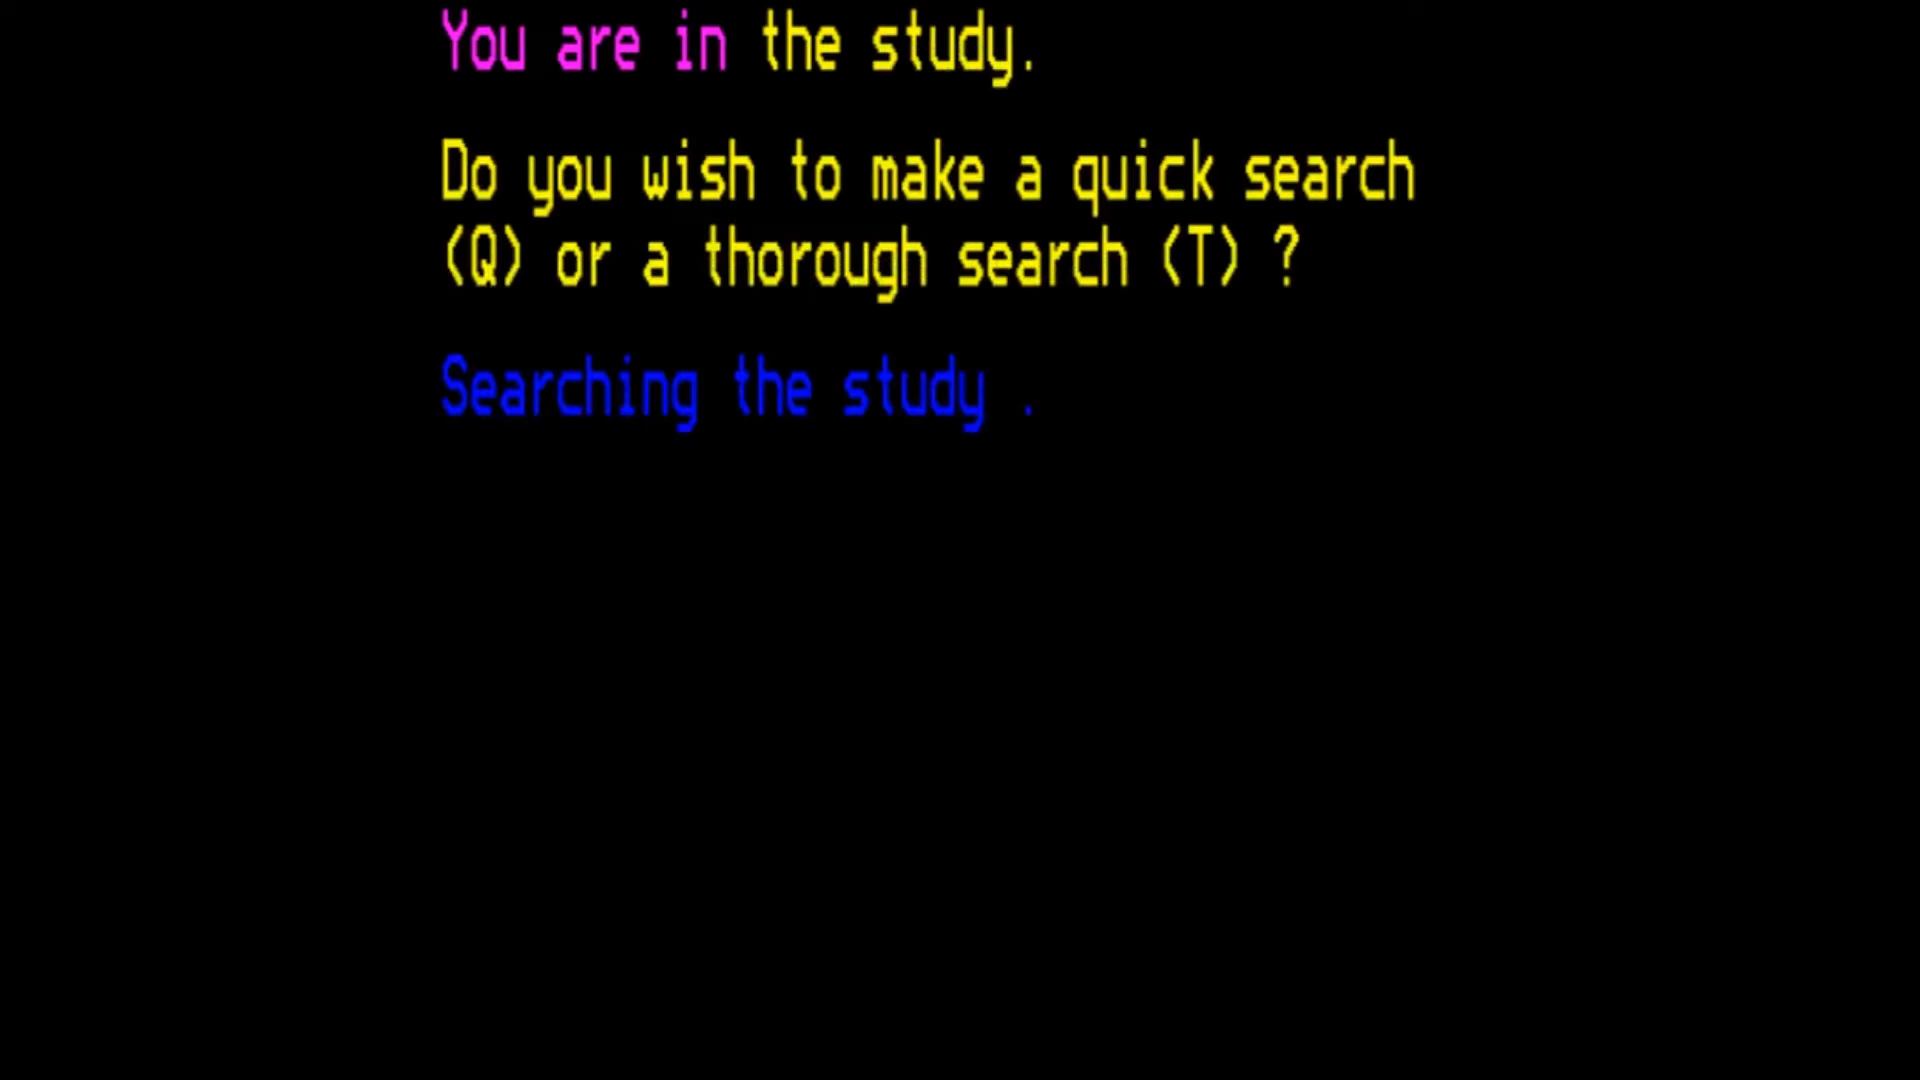 You are in the study.
Do you wish to make a quick search
(Q) or a thorough search (T) ?
Searching the study .